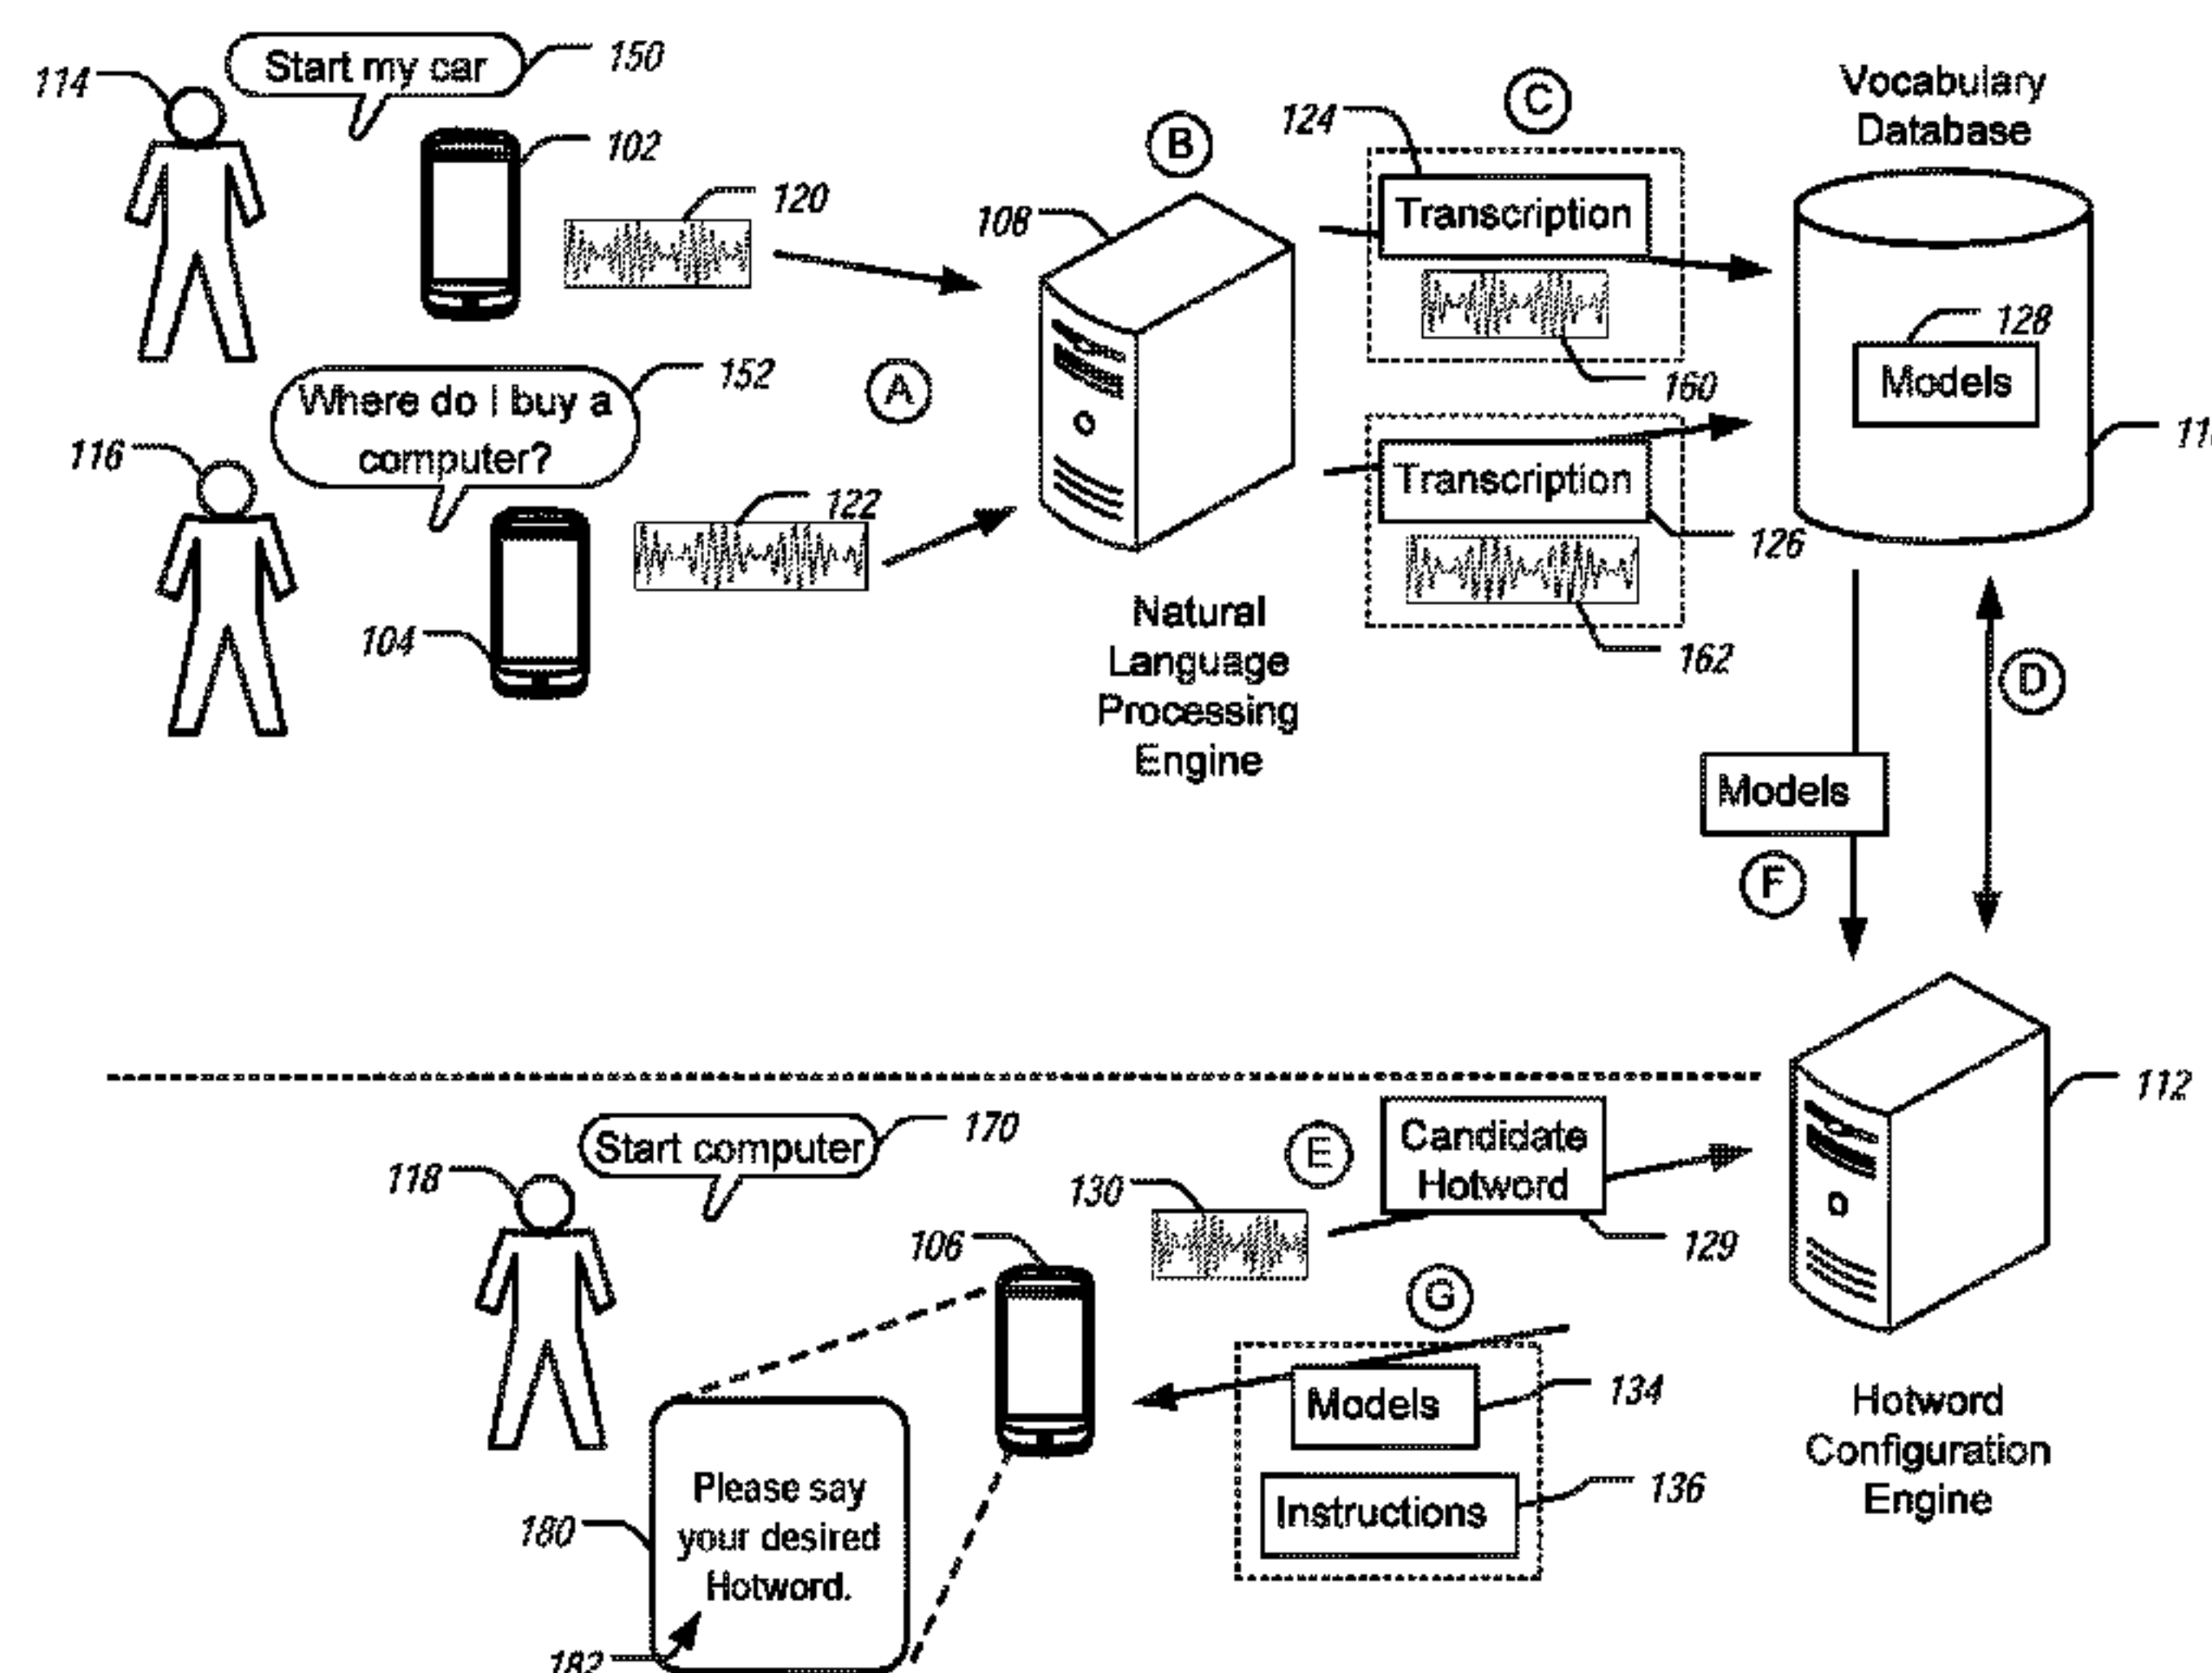 Start my car
150
114
102
120
Where do I buy a
computer?
152
116
122
104
A
B
108
Natural
Language
Processing
Engine
C
124
Transcription
160
Transcription
126
162
Vocabulary
Database
128
Models
D
Models
F
112
Hotword
Configuration
Engine
Start computer
170
118
130
E
Candidate
Hotword
129
106
G
Models
134
Instructions
136
180
Please say
your desired
Hotword.
182